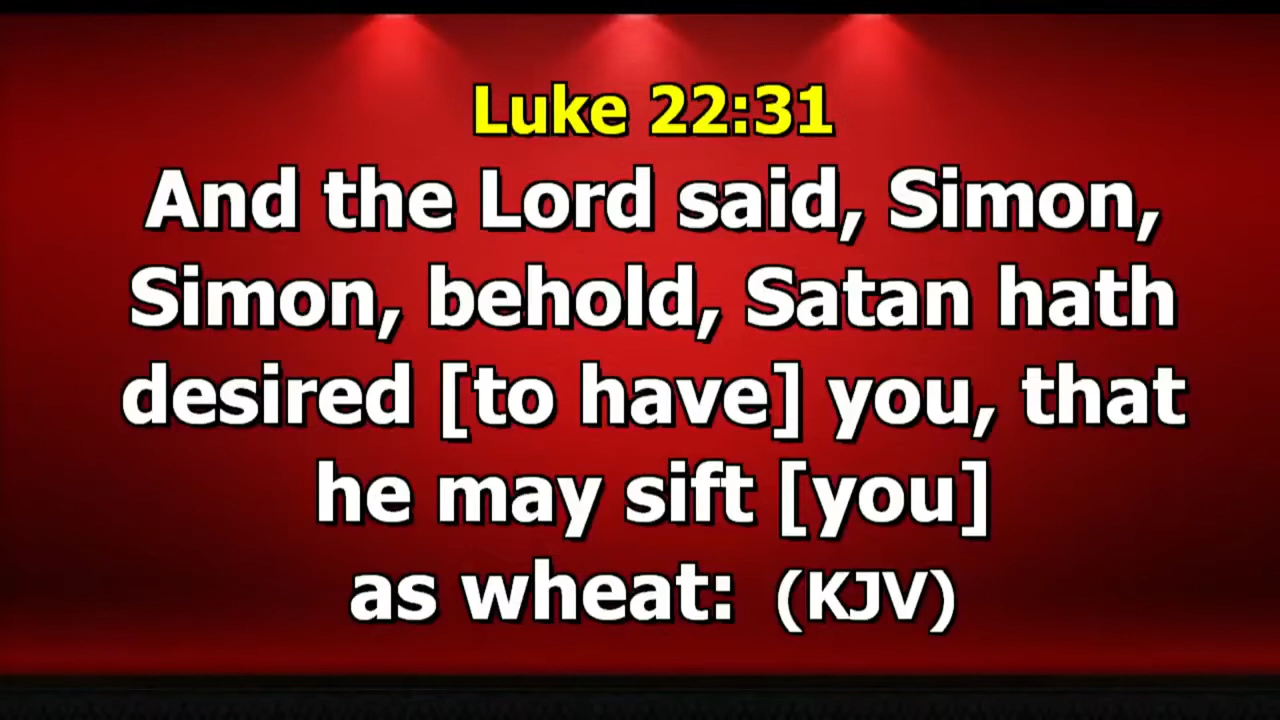 Luke 22:31
And the Lord said, Simon,
Simon, behold, Satan hath
desired [to have] you, that
he may sift [you]
as wheat: (KJV)